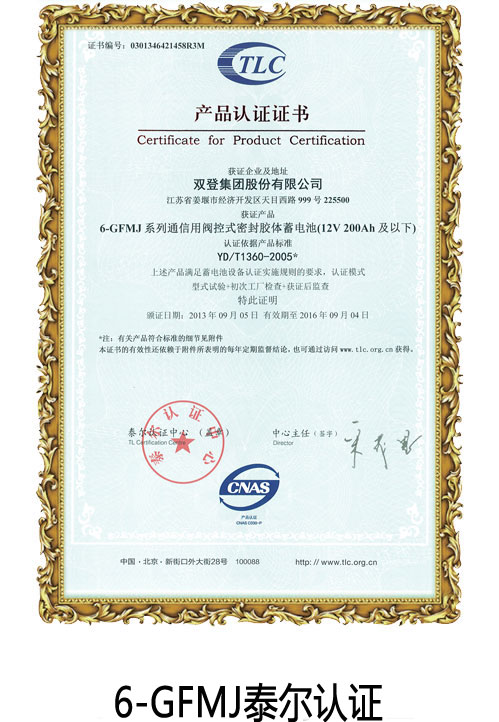 证书编号：0301346421458R3M
TLC
产品认证证书
Certificate for Product Certification
获证企业及地址
双登集团股份有限公司
江苏省姜堰市经济开发区天目西路 999 号 225500
获证产品
6-GFMJ 系列通信用阀控式密封胶体蓄电池(12V 200Ah 及以下)
认证依据产品标准
YD/T1360-2005*
上述产品满足蓄电池设备认证实施规则的要求，认证模式
型式试验+初次工厂检查+获证后监查
特此证明
颁证日期：2013 年 09 月 05 日 有效期至 2016 年 09 月 04 日
*注：有关产品符合标准的细节见附件
本证书的有效性还依赖于附件所表明的每年定期监督结论，也可通过访问 www.tlc.org.cn 获得。
泰尔认证中心 （盖章）
TL Certification Centre
泰尔认证中心
中心主任（签字）
Director
CNAS
产品认证
CNAS C030-P
中国·北京·新街口外大街28号 100088 http://www.tlc.org.cn
6-GFMJ泰尔认证